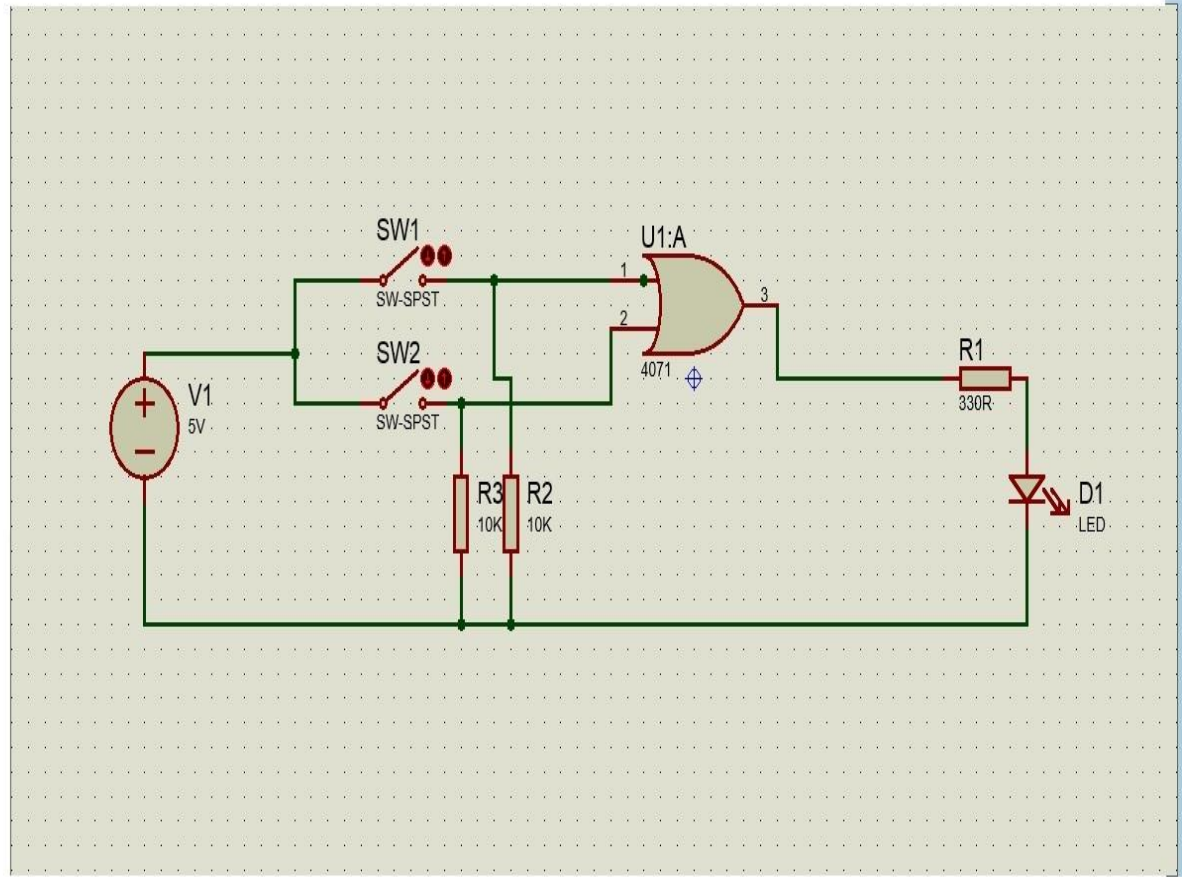 SW1
SW-SPST
SW2
SW-SPST
V1
5V
U1:A
1
2
3
4071
R1
330R
R3
10K
R2
10K
D1
LED